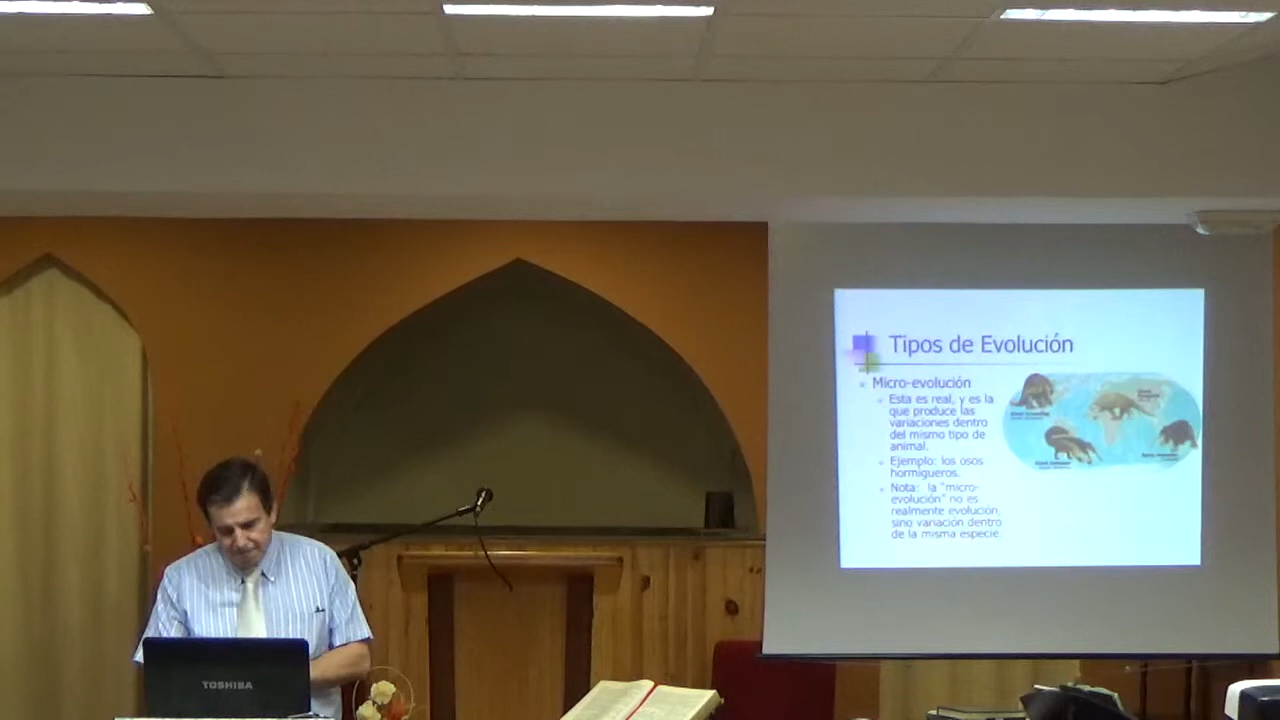 Tipos de Evolución
Micro-evolución
Esta es real, y es la
que produce las
variaciones dentro
del mismo tipo de
animal.
Ejemplo: los osos
hormigueros.
Nota: la "micro-
evolución" no es
realmente evolución,
sino variación dentro
de la misma especie.
TOSHIBA